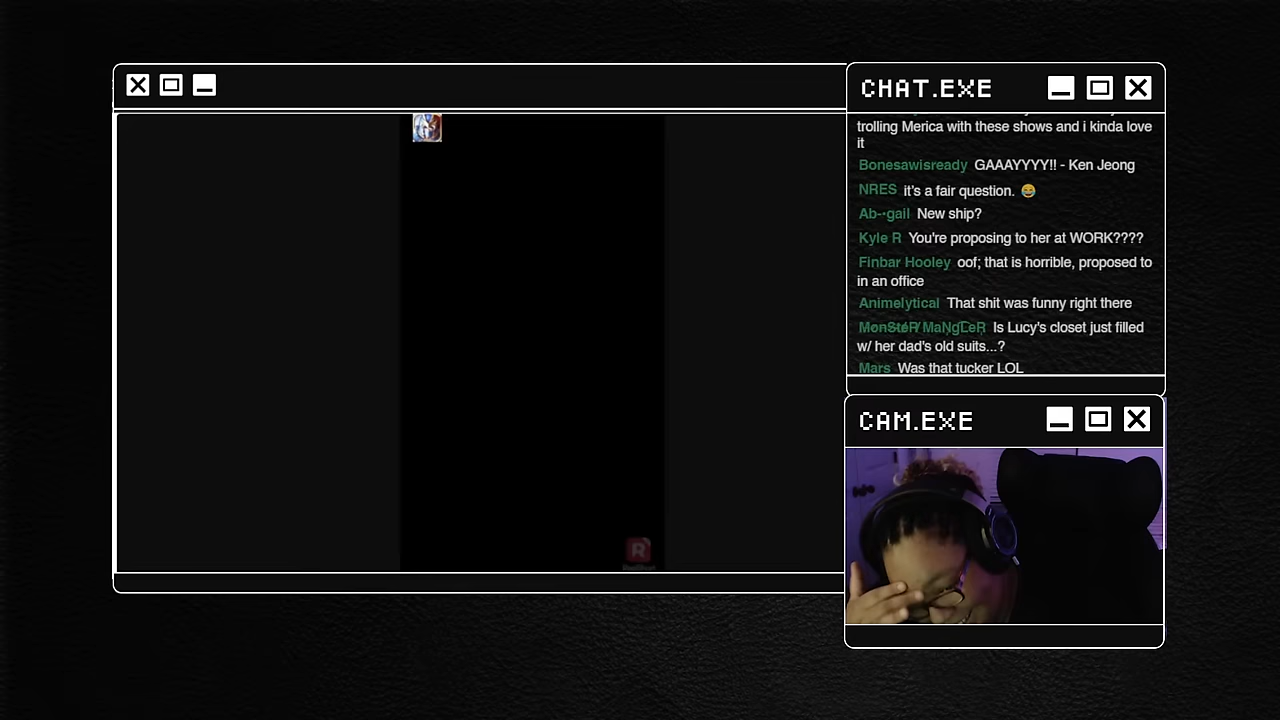 CHAT.EXE
trolling Merica with these shows and i kinda love
it
Bonesawisready GAAAYYYY!! - Ken Jeong
NRES it's a fair question. 😂
Ab-·gail New ship?
Kyle R You're proposing to her at WORK????
Finbar Hooley oof; that is horrible, proposed to
in an office
Animelytical That shit was funny right there
MonSteR MaNgLeR Is Lucy's closet just filled
w/ her dad's old suits...?
Mars Was that tucker LOL
CAM.EXE
R